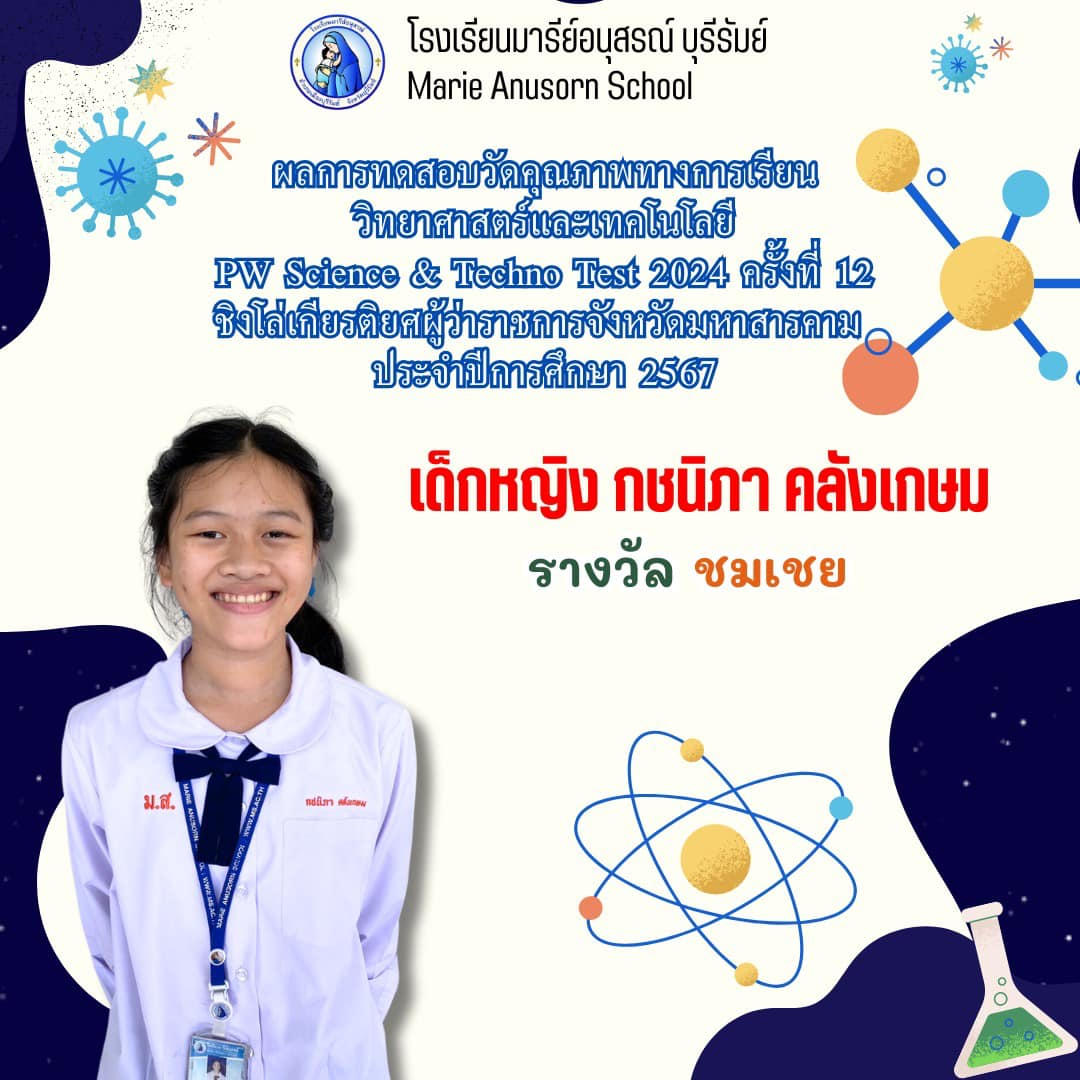 โรงเรียนมารีย์อนุสรณ์ บุรีรัมย์
Marie Anusorn School
ผลการทดสอบวัดคุณภาพทางการเรียน
วิทยาศาสตร์และเทคโนโลยี
PW Science & Techno Test 2024 ครั้งที่ 12
ชิงโล่เกียรติยศผู้ว่าราชการจังหวัดมหาสารคาม
ประจำปีการศึกษา 2567
เด็กหญิง กชนิภา คลังเกษม
รางวัล ชมเชย
ม.ส.
กชนิภา คลังเกษม
MARIE ANUSORN
WWW.MS.AC.TH